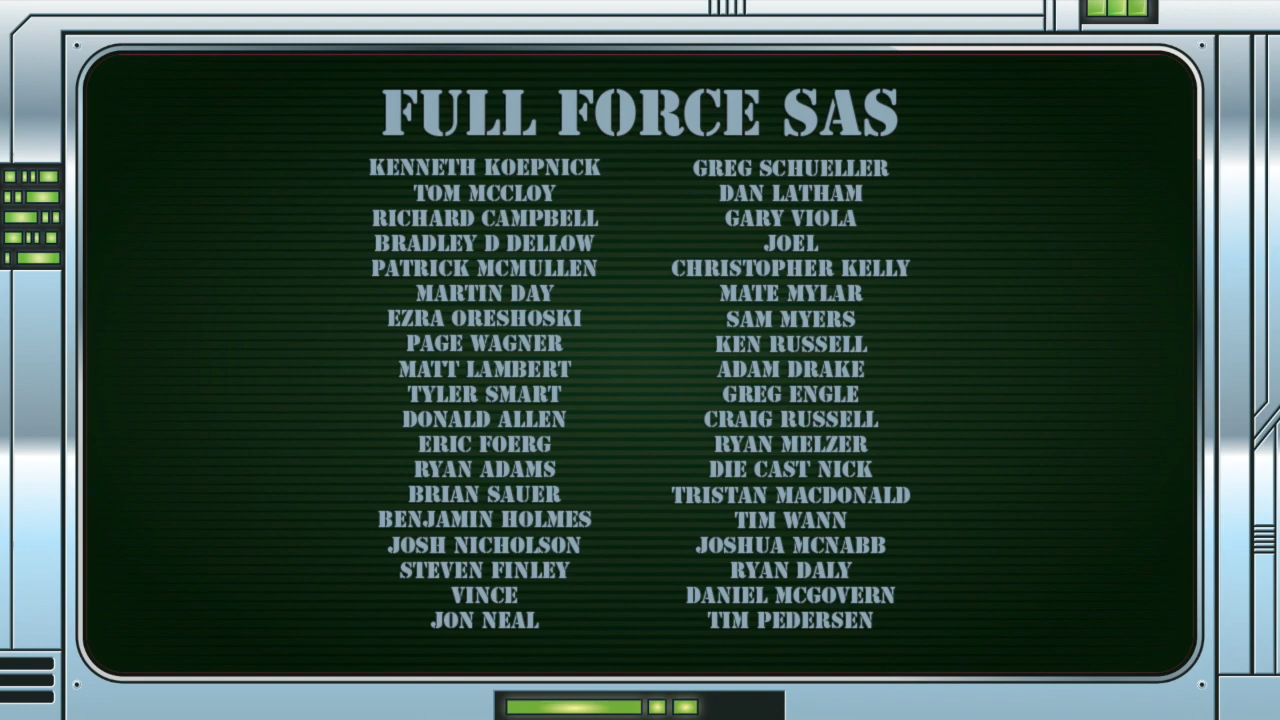 FULL FORCE SAS
KENNETH KOEPNICK
TOM MCCLOY
RICHARD CAMPBELL
BRADLEY D DELLOW
PATRICK MCMULLEN
MARTIN DAY
EZRA ORESHOSKI
PAGE WAGNER
MATT LAMBERT
TYLER SMART
DONALD ALLEN
ERIC FOERG
RYAN ADAMS
BRIAN SAUER
BENJAMIN HOLMES
JOSH NICHOLSON
STEVEN FINLEY
VINCE
JON NEAL
GREG SCHUELLER
DAN LATHAM
GARY VIOLA
JOEL
CHRISTOPHER KELLY
MATE MYLAR
SAM MYERS
KEN RUSSELL
ADAM DRAKE
GREG ENGLE
CRAIG RUSSELL
RYAN MELZER
DIE CAST NICK
TRISTAN MACDONALD
TIM WANN
JOSHUA MCNABB
RYAN DALY
DANIEL MCGOVERN
TIM PEDERSEN